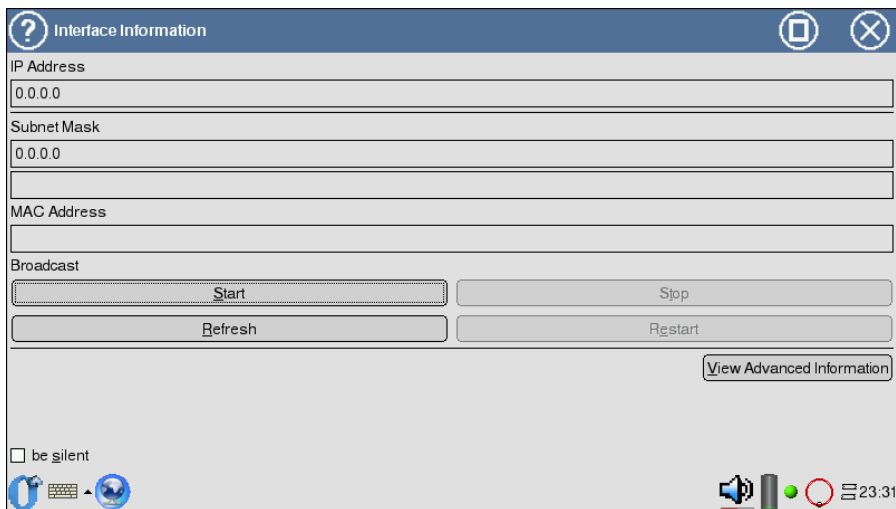 Interface Information
IP Address
0.0.0.0
Subnet Mask
0.0.0.0
MAC Address
Broadcast
Start Stop
Refresh Restart
View Advanced Information
be silent
23:31